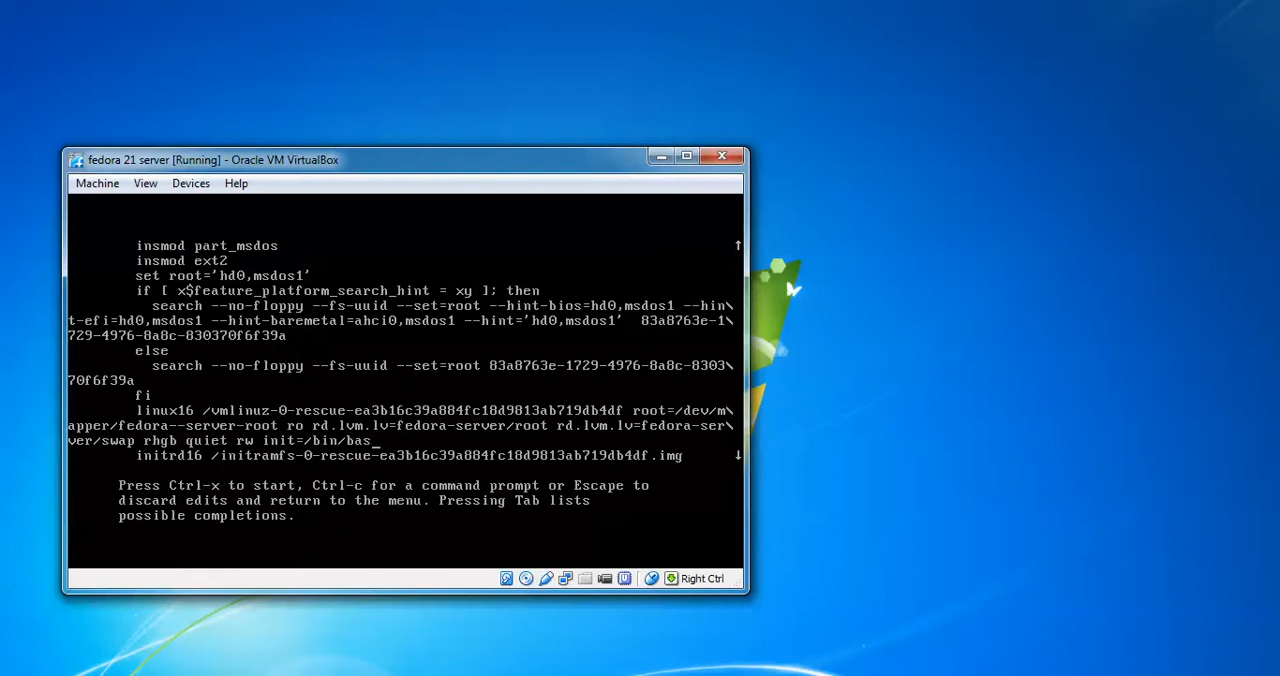 fedora 21 server [Running] - Oracle VM VirtualBox
Machine View Devices Help
insmod part_msdos
insmod ext2
set root='hd0,msdos1'
if [ x$feature_platform_search_hint = xy ]; then
search --no-floppy --fs-uuid --set=root --hint-bios=hd0,msdos1 --hin\
t-efi=hd0,msdos1 --hint-baremetal=ahci0,msdos1 --hint='hd0,msdos1'  83a8763e-1\
729-4976-8a8c-830370f6f39a
else
search --no-floppy --fs-uuid --set=root 83a8763e-1729-4976-8a8c-8303\
70f6f39a
fi
linux16 /vmlinuz-0-rescue-ea3b16c39a884fc18d9813ab719db4df root=/dev/m\
apper/fedora--server-root ro rd.lvm.lv=fedora-server/root rd.lvm.lv=fedora-ser\
ver/swap rhgb quiet rw init=/bin/bas_
initrd16 /initramfs-0-rescue-ea3b16c39a884fc18d9813ab719db4df.img
Press Ctrl-x to start, Ctrl-c for a command prompt or Escape to
discard edits and return to the menu. Pressing Tab lists
possible completions.
Right Ctrl